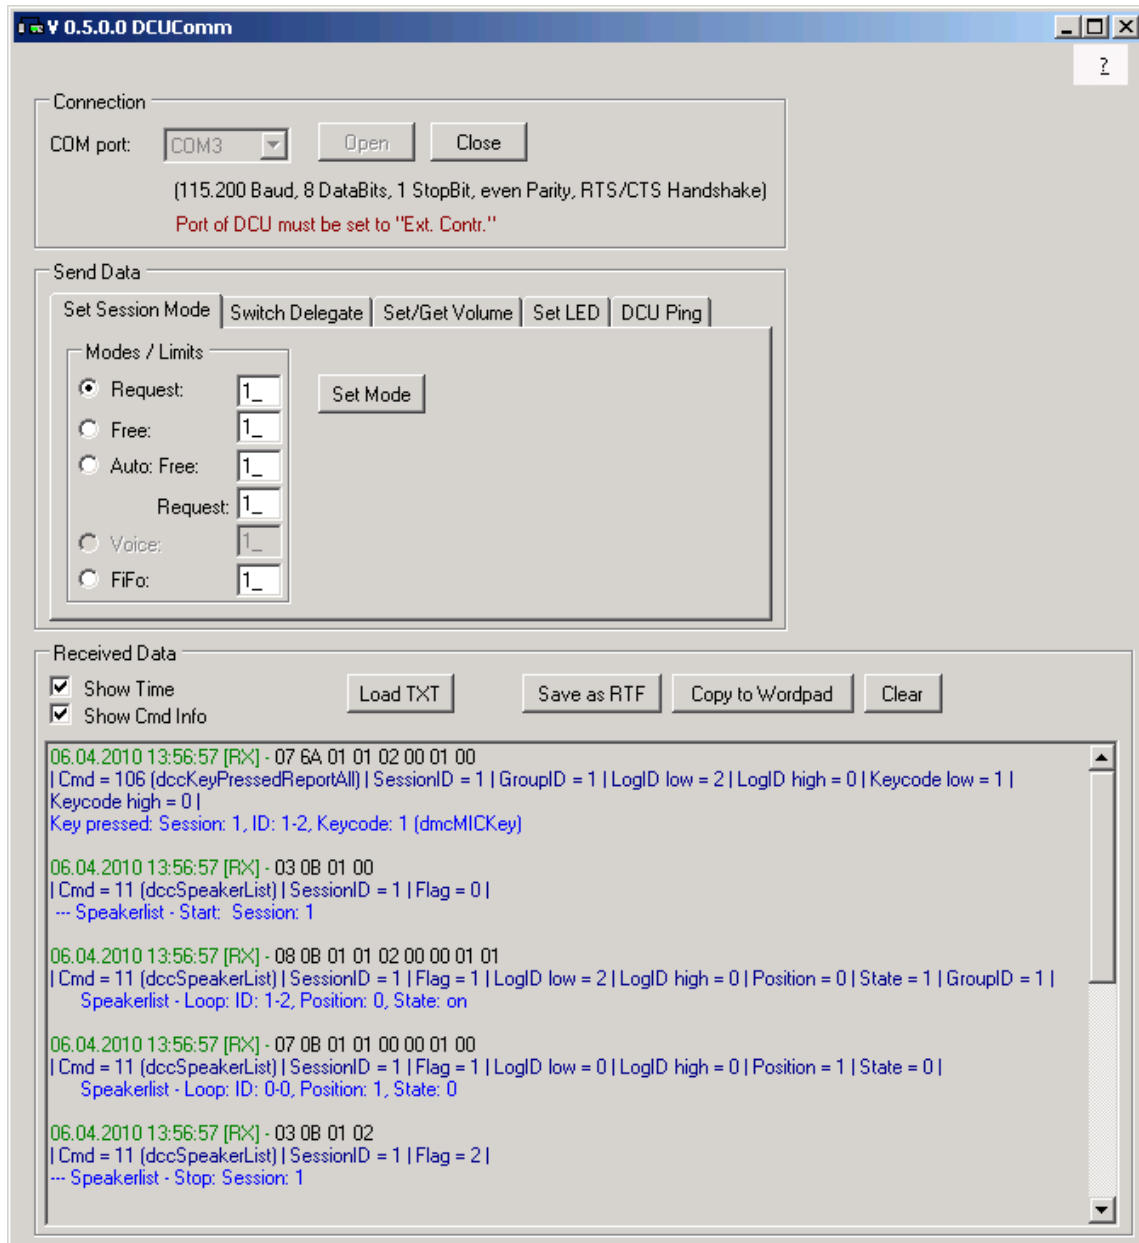 V 0.5.0.0 DCUComm
?
Connection
COM port: COM3 Open Close
(115.200 Baud, 8 DataBits, 1 StopBit, even Parity, RTS/CTS Handshake)
Port of DCU must be set to "Ext. Contr."
Send Data
Set Session Mode Switch Delegate Set/Get Volume Set LED DCU Ping
Modes / Limits
Request: 1_ Set Mode
Free: 1_
Auto: Free: 1_
Request: 1_
Voice: 1_
FiFo: 1_
Received Data
Show Time Load TXT Save as RTF Copy to Wordpad Clear
Show Cmd Info
06.04.2010 13:56:57 [RX] - 07 6A 01 01 02 00 01 00
| Cmd = 106 (dccKeyPressedReportAll) | SessionID = 1 | GroupID = 1 | LogID low = 2 | LogID high = 0 | Keycode low = 1 |
Keycode high = 0 |
Key pressed: Session: 1, ID: 1-2, Keycode: 1 (dmcMICKey)
06.04.2010 13:56:57 [RX] - 03 0B 01 00
| Cmd = 11 (dccSpeakerList) | SessionID = 1 | Flag = 0 |
--- Speakerlist - Start: Session: 1
06.04.2010 13:56:57 [RX] - 08 0B 01 01 02 00 00 01 01
| Cmd = 11 (dccSpeakerList) | SessionID = 1 | Flag = 1 | LogID low = 2 | LogID high = 0 | Position = 0 | State = 1 | GroupID = 1 |
Speakerlist - Loop: ID: 1-2, Position: 0, State: on
06.04.2010 13:56:57 [RX] - 07 0B 01 01 00 00 01 00
| Cmd = 11 (dccSpeakerList) | SessionID = 1 | Flag = 1 | LogID low = 0 | LogID high = 0 | Position = 1 | State = 0 |
Speakerlist - Loop: ID: 0-0, Position: 1, State: 0
06.04.2010 13:56:57 [RX] - 03 0B 01 02
| Cmd = 11 (dccSpeakerList) | SessionID = 1 | Flag = 2 |
--- Speakerlist - Stop: Session: 1